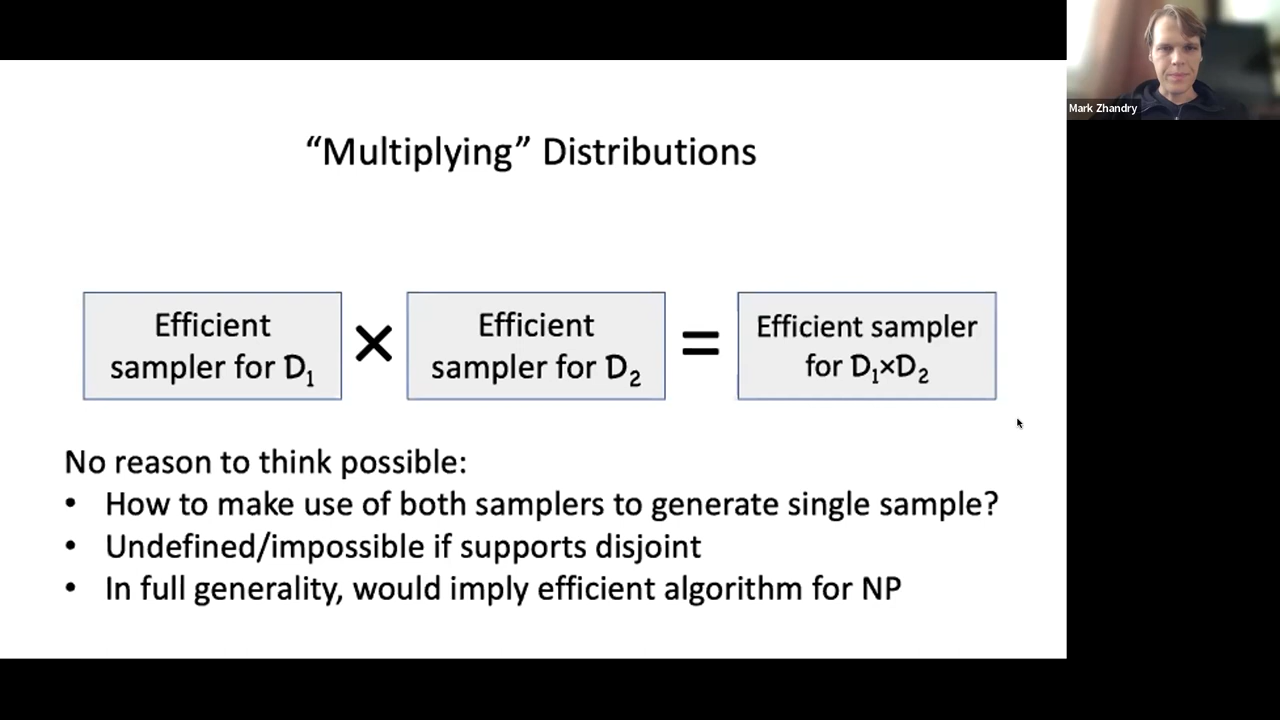 Mark Zhandry
“Multiplying” Distributions
Efficient
sampler for D₁
×
Efficient
sampler for D₂
=
Efficient sampler
for D₁×D₂
No reason to think possible:
• How to make use of both samplers to generate single sample?
• Undefined/impossible if supports disjoint
• In full generality, would imply efficient algorithm for NP